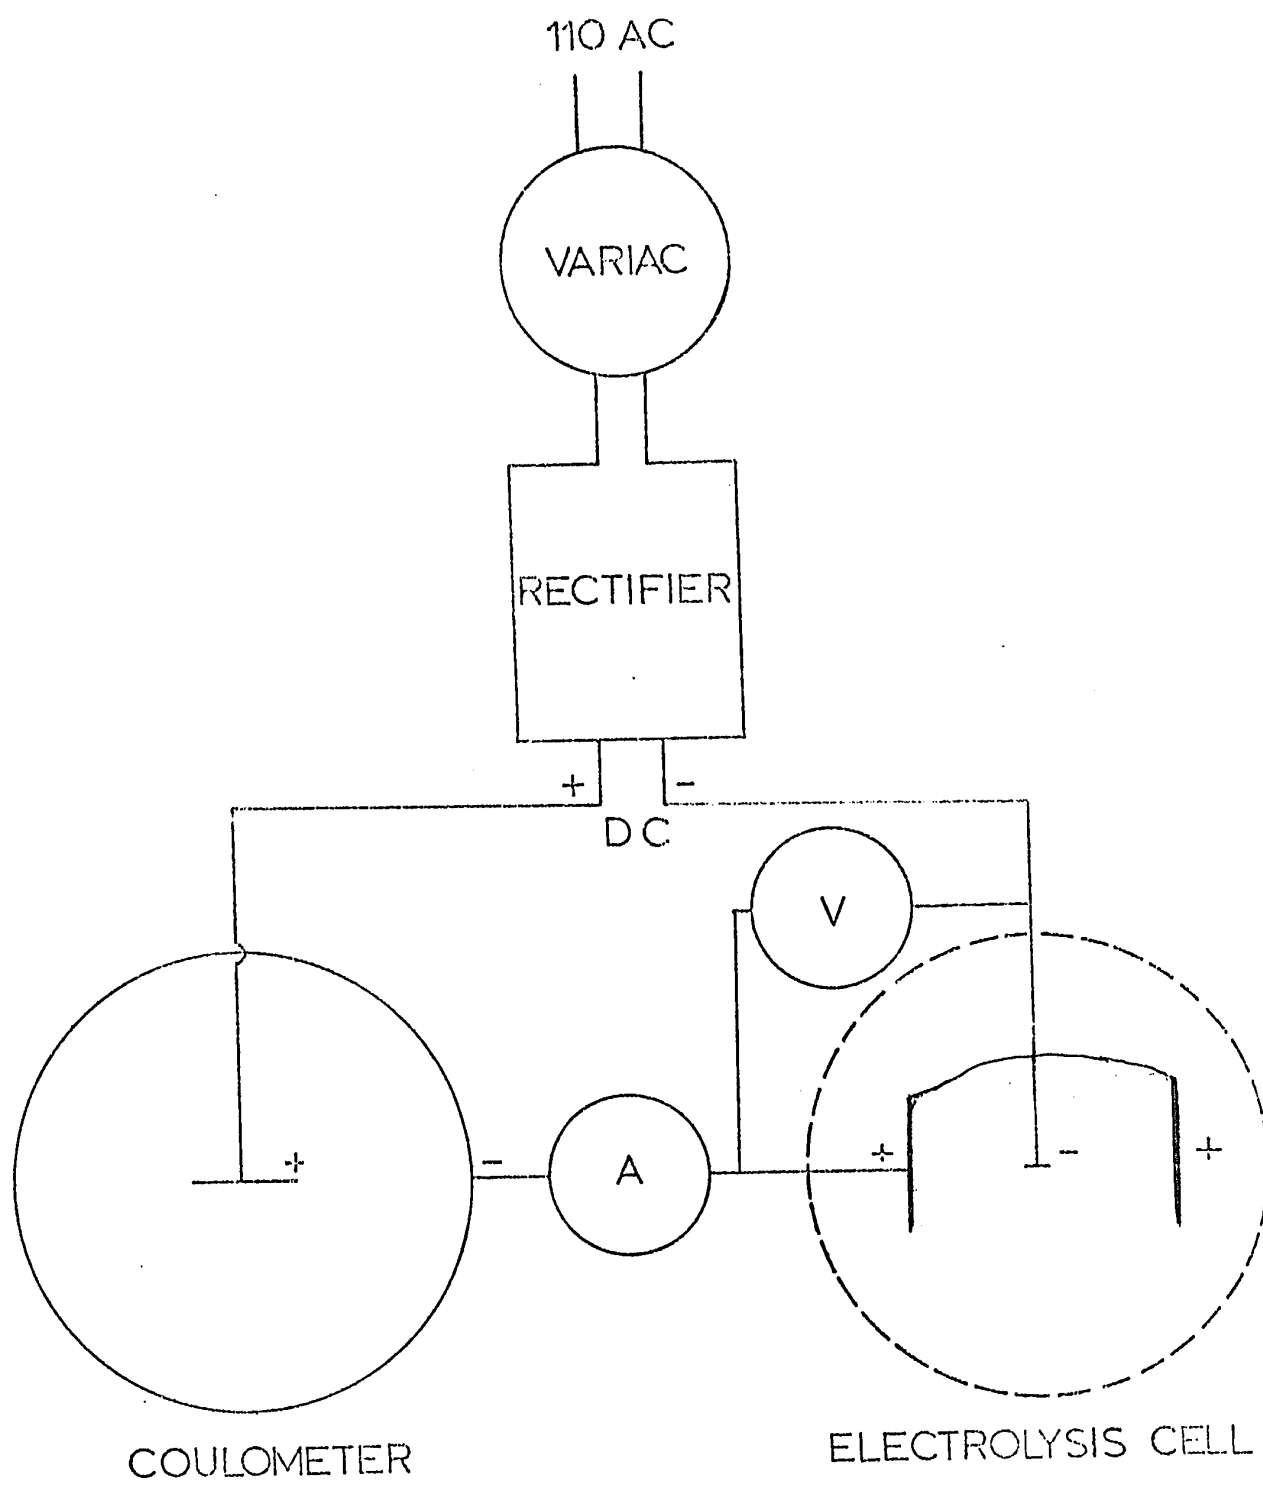 110 AC
VARIAC
RECTIFIER
+ -
DC
V
+ - A + - +
COULOMETER
ELECTROLYSIS CELL